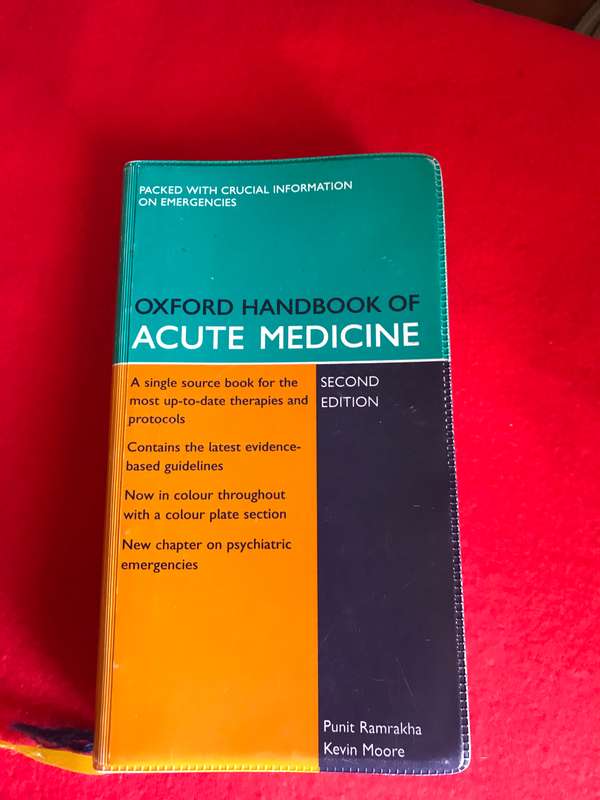 PACKED WITH CRUCIAL INFORMATION
ON EMERGENCIES
OXFORD HANDBOOK OF
ACUTE MEDICINE
A single source book for the
most up-to-date therapies and
protocols
Contains the latest evidence-
based guidelines
Now in colour throughout
with a colour plate section
New chapter on psychiatric
emergencies
SECOND
EDITION
Punit Ramrakha
Kevin Moore